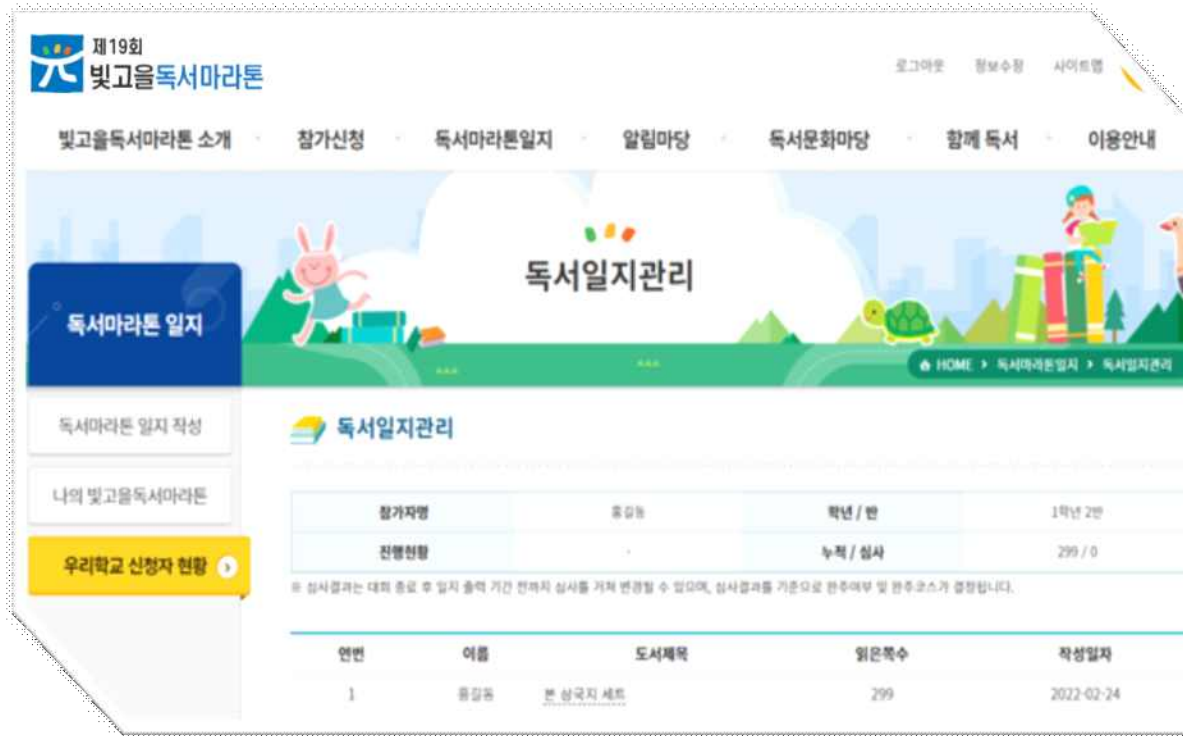 제19회
빛고을독서마라톤
로그아웃 정보수정 사이트맵
빛고을독서마라톤 소개 참가신청 독서마라톤일지 알림마당 독서문화마당 함께 독서 이용안내
독서일지관리
독서마라톤 일지
HOME > 독서마라톤일지 > 독서일지관리
독서마라톤 일지 작성
나의 빛고을독서마라톤
우리학교 신청자 현황
독서일지관리
참가자명 홍길동 학년 / 반 1학년 2반
진행현황 - 누적 / 심사 299 / 0
※ 심사결과는 대회 종료 후 일지 출력 기간 전까지 심사를 거쳐 변경될 수 있으며, 심사결과를 기준으로 완주여부 및 완주코스가 결정됩니다.
연번 이름 도서제목 읽은쪽수 작성일자
1 홍길동 본 삼국지 세트 299 2022-02-24